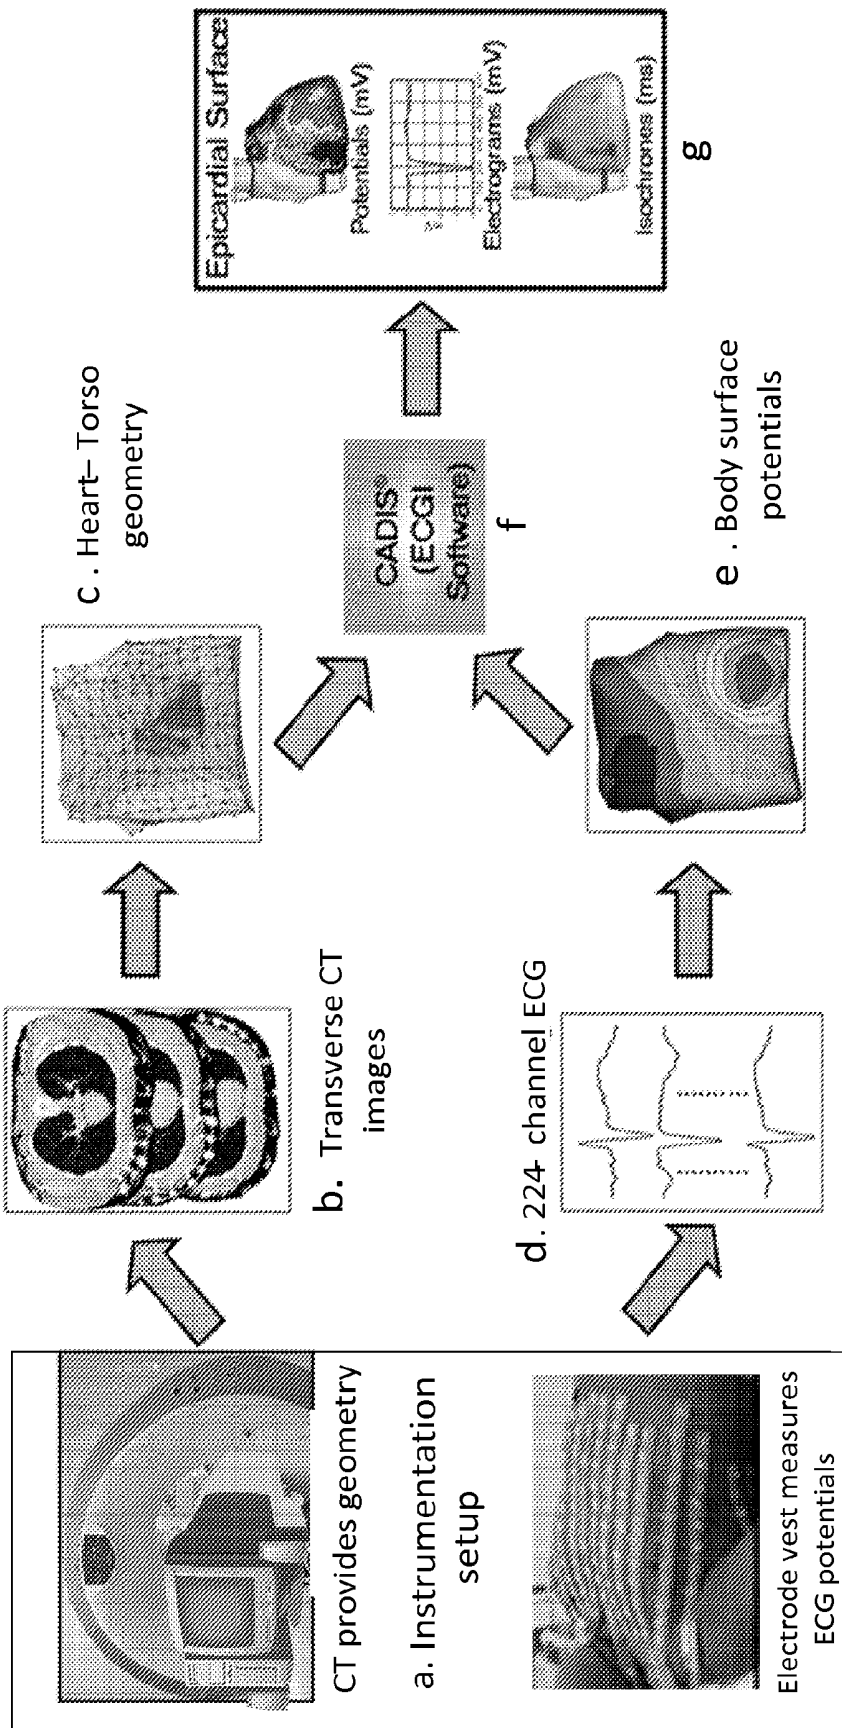 CT provides geometry
a. Instrumentation
setup
Electrode vest measures
ECG potentials
b. Transverse CT
images
d. 224- channel ECG
c. Heart– Torso
geometry
e. Body surface
potentials
CADIS®
(ECGI
Software)
f
Epicardial Surface
Potentials (mV)
Electrograms (mV)
Isochrones (ms)
g